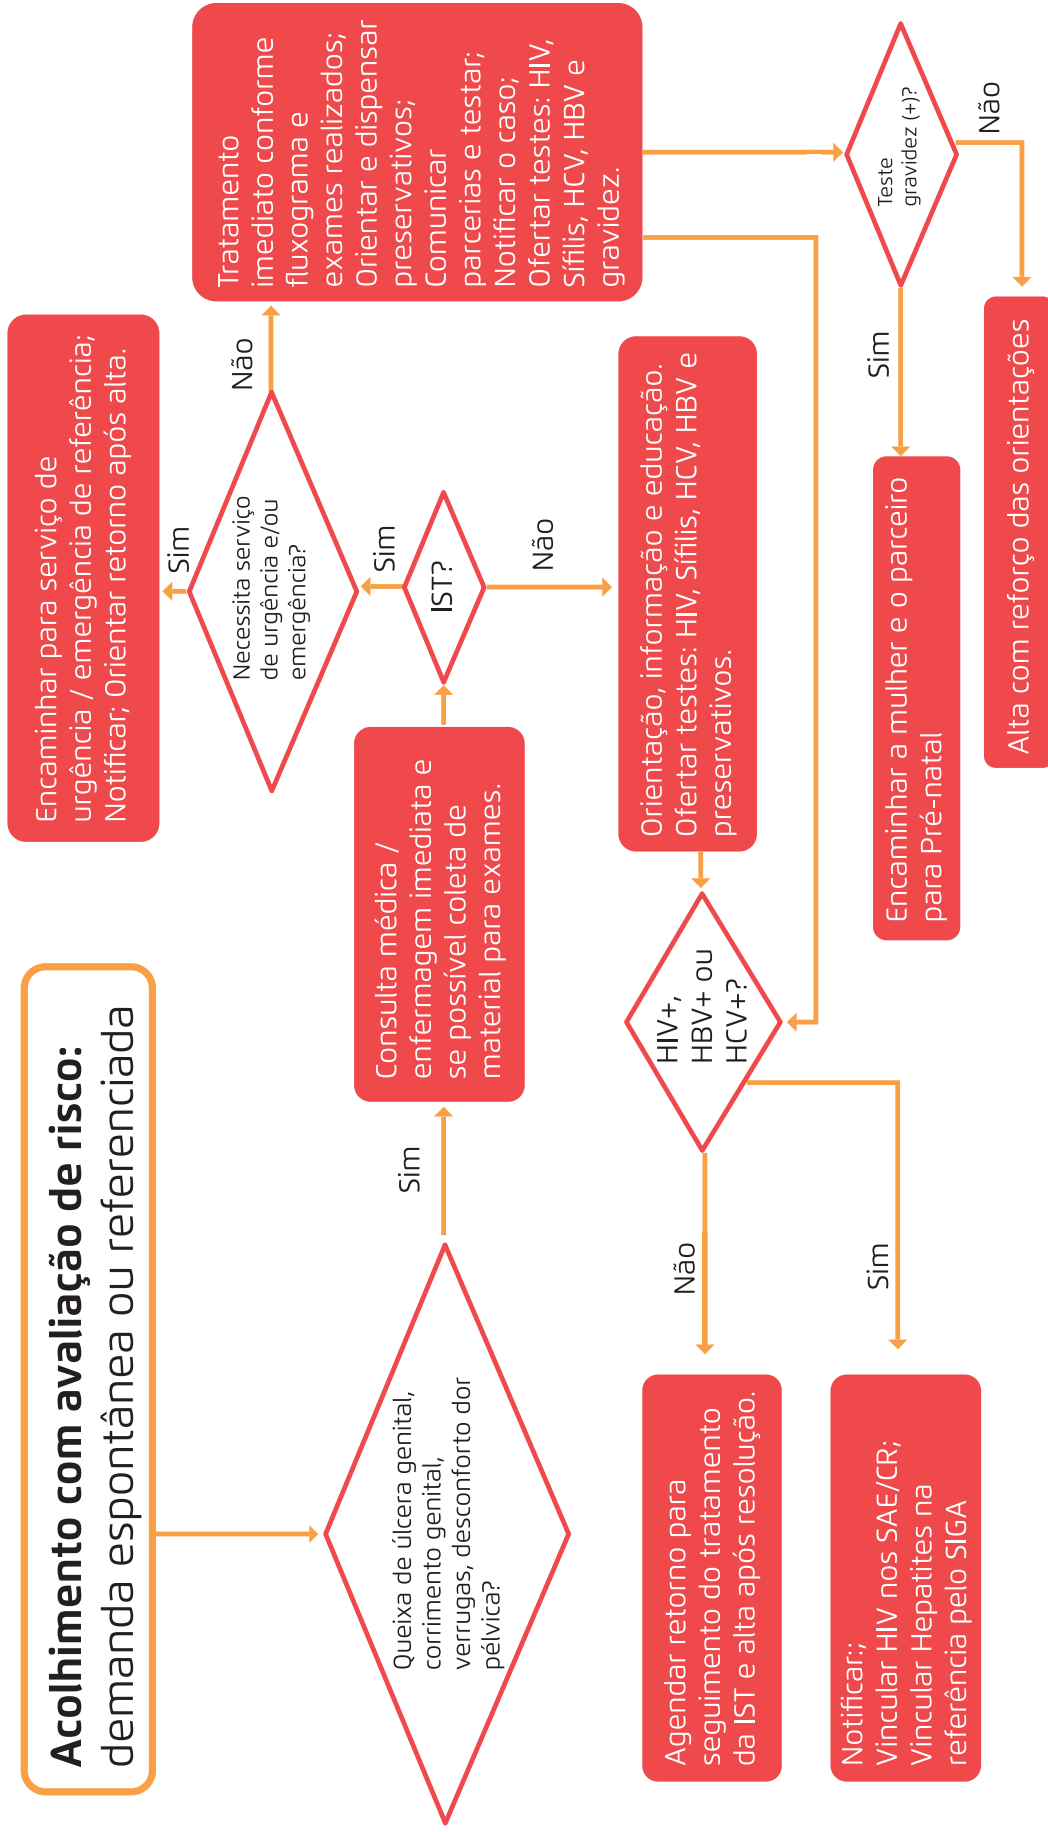 Acolhimento com avaliação de risco:
demanda espontânea ou referenciada
Queixa de úlcera genital,
corrimento genital,
verrugas, desconforto dor
pélvica?
Sim
Consulta médica /
enfermagem imediata e
se possível coleta de
material para exames.
IST?
Sim
Não
Necessita serviço
de urgência e/ou
emergência?
Sim
Não
Encaminhar para serviço de
urgência / emergência de referência;
Notificar; Orientar retorno após alta.
Tratamento
imediato conforme
fluxograma e
exames realizados;
Orientar e dispensar
preservativos;
Comunicar
parcerias e testar;
Notificar o caso;
Ofertar testes: HIV,
Sífilis, HCV, HBV e
gravidez.
Orientação, informação e educação.
Ofertar testes: HIV, Sífilis, HCV, HBV e
preservativos.
HIV+,
HBV+ ou
HCV+?
Não
Sim
Agendar retorno para
seguimento do tratamento
da IST e alta após resolução.
Notificar:;
Vincular HIV nos SAE/CR;
Vincular Hepatites na
referência pelo SIGA
Teste
gravidez (+)?
Sim
Não
Encaminhar a mulher e o parceiro
para Pré-natal
Alta com reforço das orientações